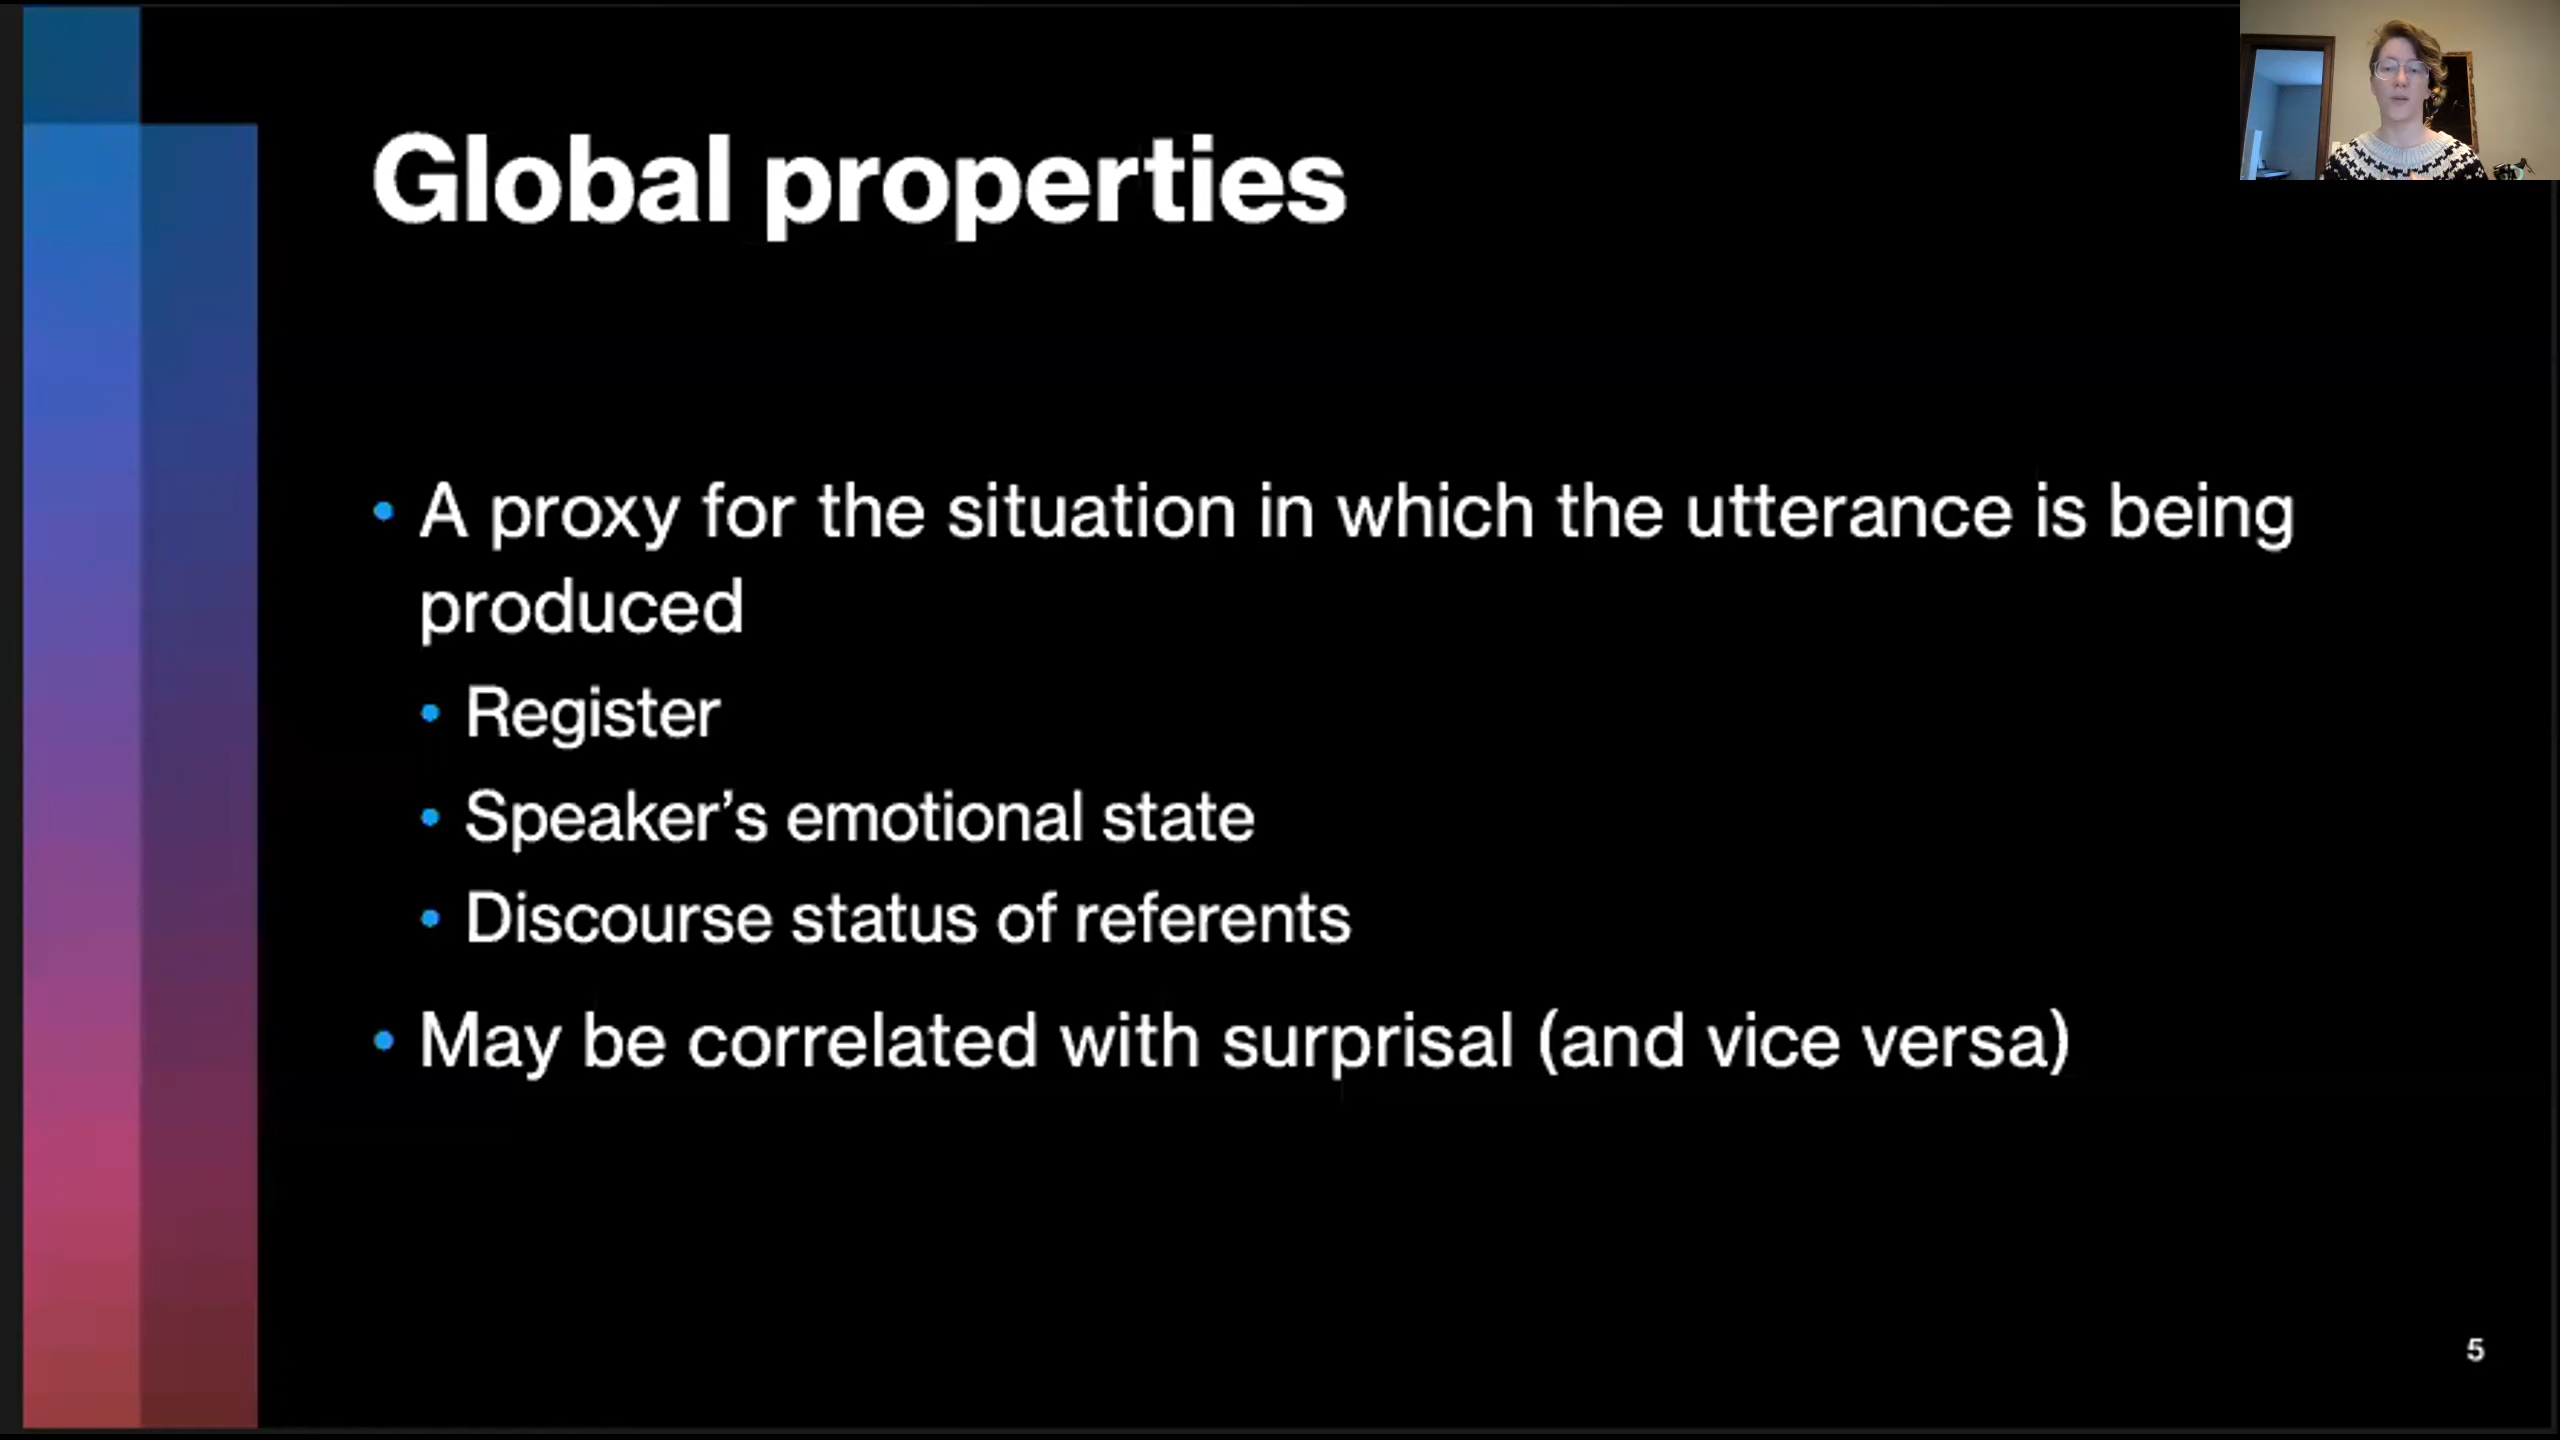 Global properties
A proxy for the situation in which the utterance is being
produced
Register
Speaker’s emotional state
Discourse status of referents
May be correlated with surprisal (and vice versa)
5